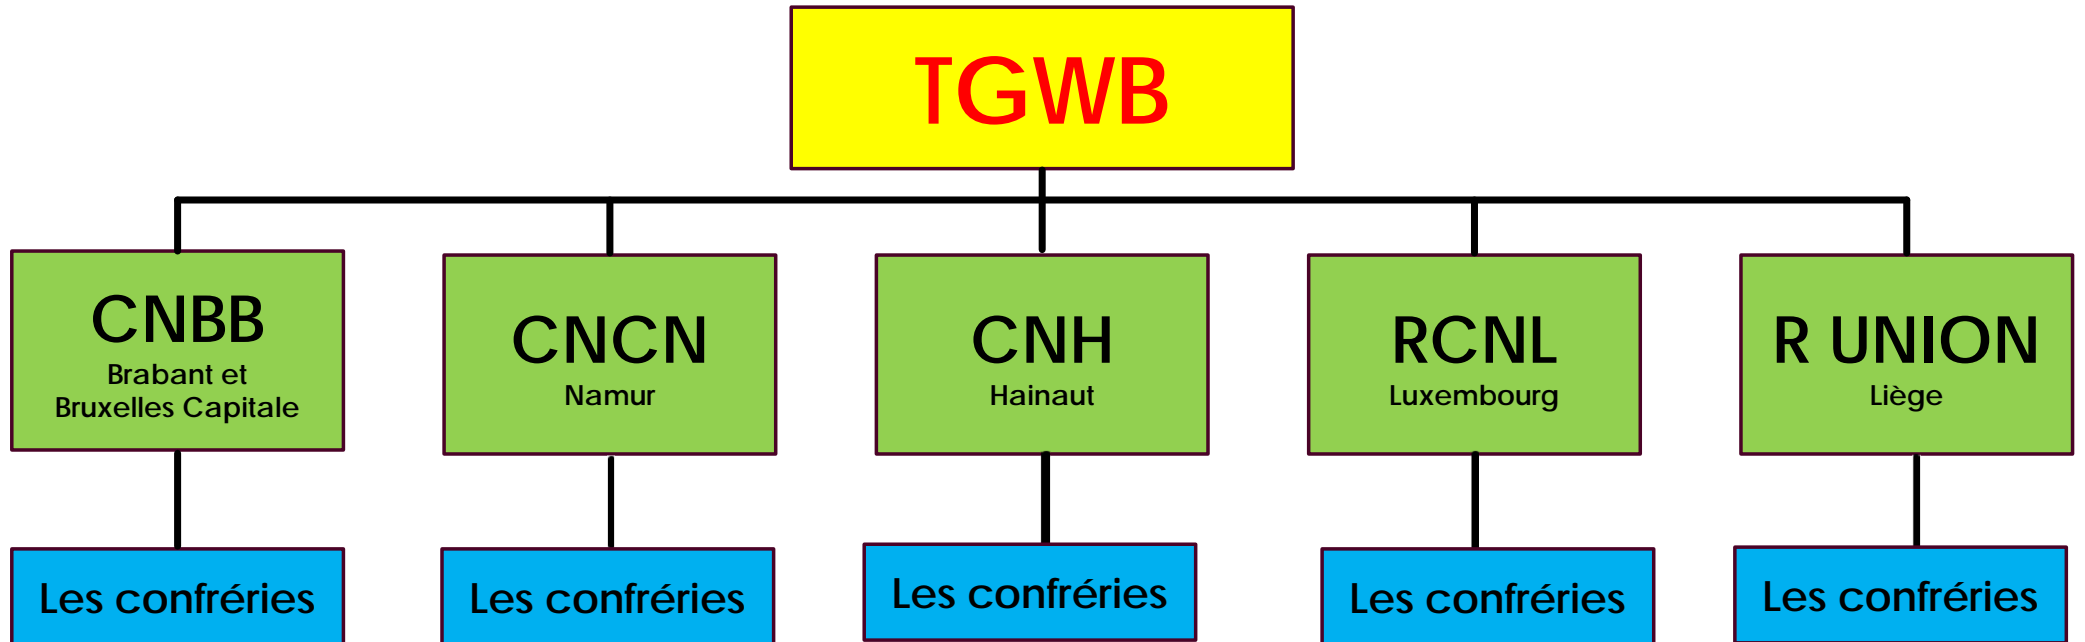 TGWB
CNBB
Brabant et
Bruxelles Capitale
CNCN
Namur
CNH
Hainaut
RCNL
Luxembourg
R UNION
Liège
Les confréries
Les confréries
Les confréries
Les confréries
Les confréries